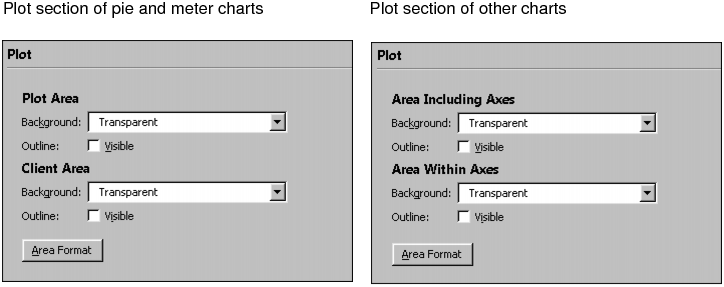 Plot section of pie and meter charts
Plot
Plot Area
Background: Transparent
Outline: Visible
Client Area
Background: Transparent
Outline: Visible
Area Format
Plot section of other charts
Plot
Area Including Axes
Background: Transparent
Outline: Visible
Area Within Axes
Background: Transparent
Outline: Visible
Area Format